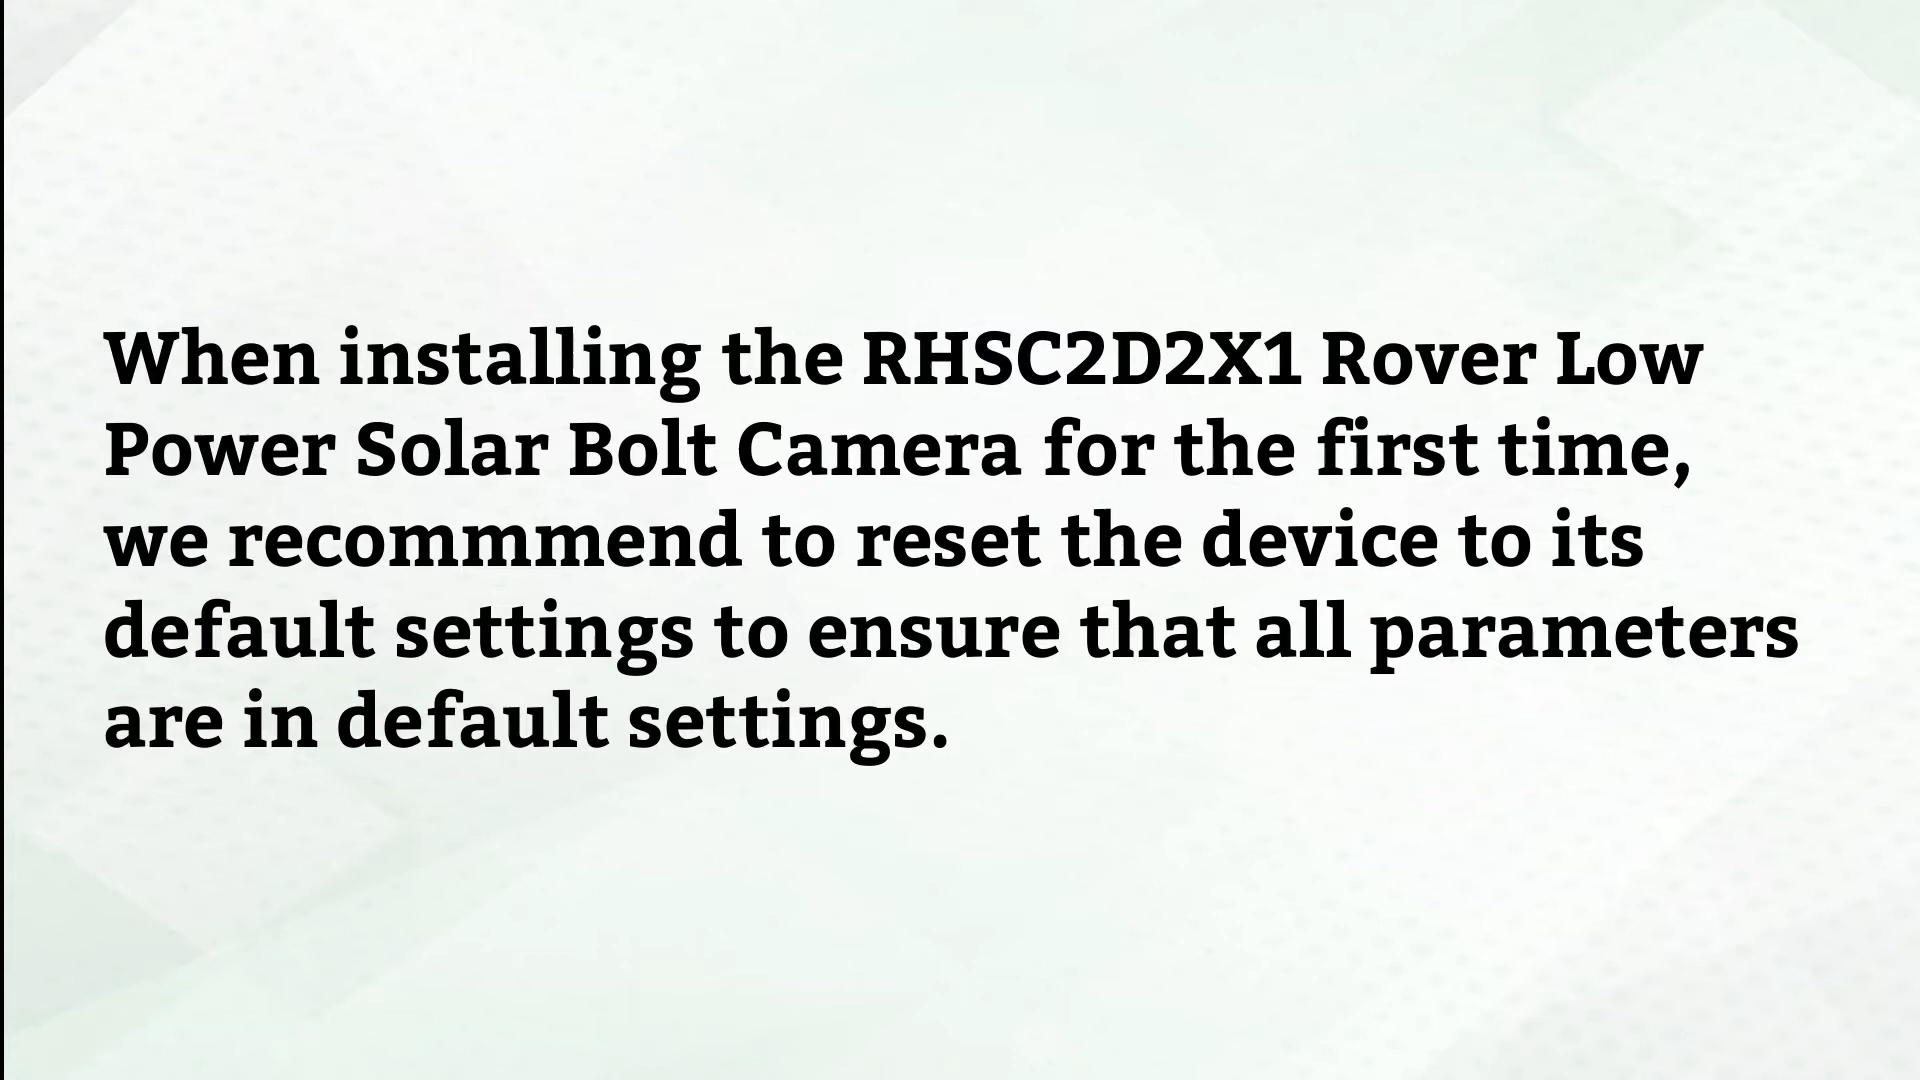 When installing the RHSC2D2X1 Rover Low
Power Solar Bolt Camera for the first time,
we recommmend to reset the device to its
default settings to ensure that all parameters
are in default settings.